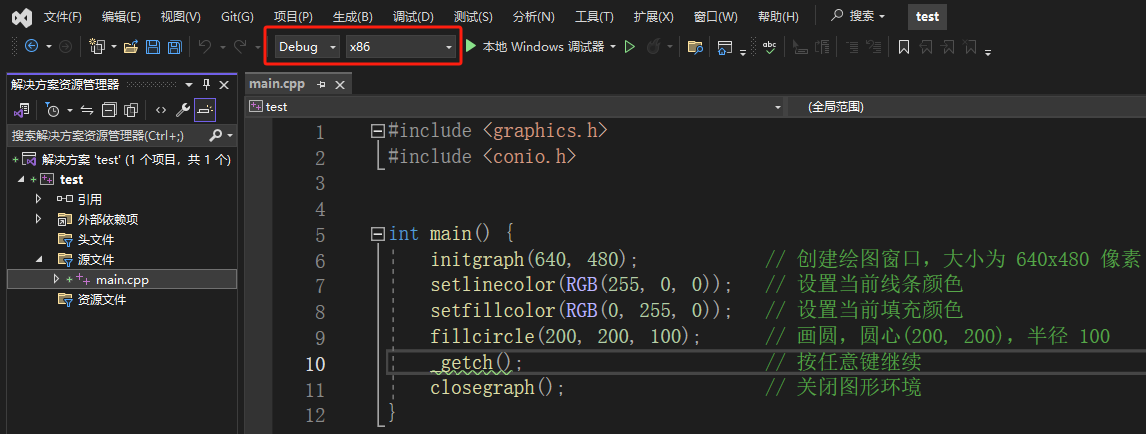 文件(F) 编辑(E) 视图(V) Git(G) 项目(P) 生成(B) 调试(D) 测试(S) 分析(N) 工具(T) 扩展(X) 窗口(W) 帮助(H) 搜索 test
Debug x86 本地 Windows 调试器 abc
解决方案资源管理器
搜索解决方案资源管理器(Ctrl+;)
解决方案 'test' (1 个项目，共 1 个)
test
引用
外部依赖项
头文件
源文件
main.cpp
资源文件
main.cpp
test (全局范围)
1 #include <graphics.h>
2 #include <conio.h>
3
4
5 int main() {
6 initgraph(640, 480); // 创建绘图窗口，大小为 640x480 像素
7 setlinecolor(RGB(255, 0, 0)); // 设置当前线条颜色
8 setfillcolor(RGB(0, 255, 0)); // 设置当前填充颜色
9 fillcircle(200, 200, 100); // 画圆，圆心(200, 200)，半径 100
10 _getch(); // 按任意键继续
11 closegraph(); // 关闭图形环境
12 }